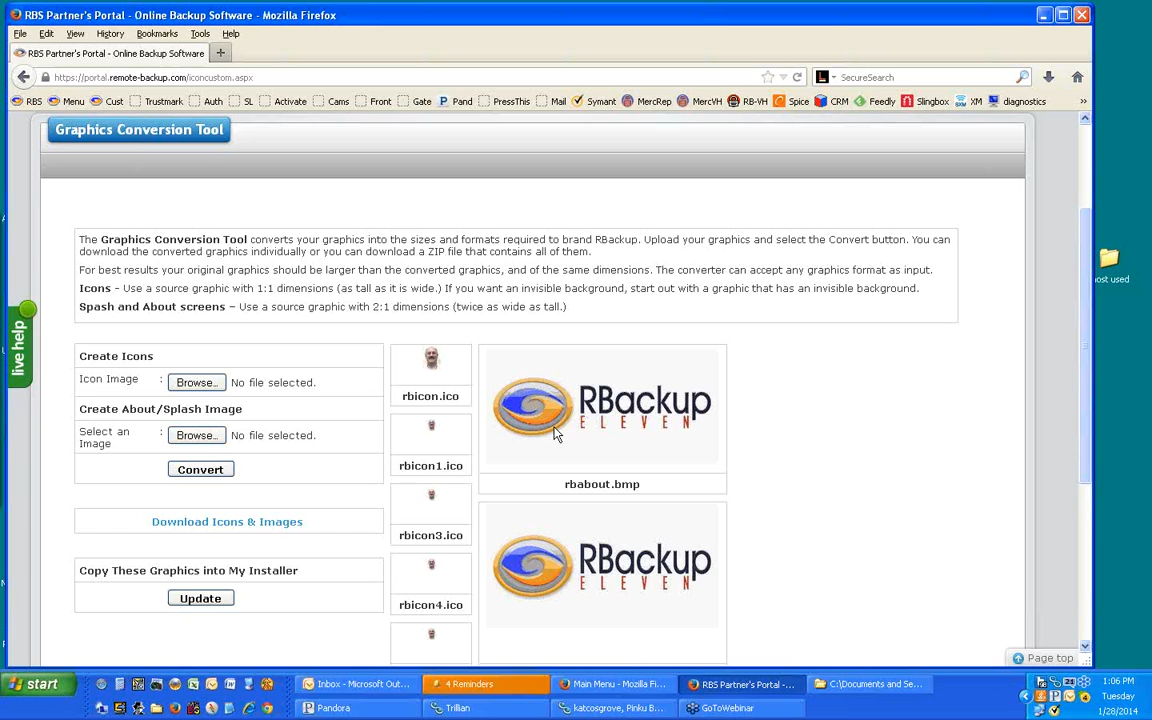 RBS Partner's Portal - Online Backup Software - Mozilla Firefox
File Edit View History Bookmarks Tools Help
RBS Partner's Portal - Online Backup Software +
https://portal.remote-backup.com/iconcustom.aspx SecureSearch
RBS Menu Cust Trustmark Auth SL Activate Cams Front Gate Pand PressThis Mail Symant MercRep MercVH RB-VH Spice CRM Feedly Slingbox XM diagnostics »
Graphics Conversion Tool
The Graphics Conversion Tool converts your graphics into the sizes and formats required to brand RBackup. Upload your graphics and select the Convert button. You can
download the converted graphics individually or you can download a ZIP file that contains all of them.
For best results your original graphics should be larger than the converted graphics, and of the same dimensions. The converter can accept any graphics format as input.
Icons - Use a source graphic with 1:1 dimensions (as tall as it is wide.) If you want an invisible background, start out with a graphic that has an invisible background.
Spash and About screens – Use a source graphic with 2:1 dimensions (twice as wide as tall.)
live help
Create Icons
Icon Image : Browse... No file selected.
Create About/Splash Image
Select an Image : Browse... No file selected.
Convert
Download Icons & Images
Copy These Graphics into My Installer
Update
rbicon.ico
rbicon1.ico
rbicon3.ico
rbicon4.ico
RBackup
ELEVEN
rbabout.bmp
RBackup
ELEVEN
Page top
ost used
start Inbox - Microsoft Out... 4 Reminders Main Menu - Mozilla Fi... RBS Partner's Portal -... C:\Documents and Se...
Pandora Trillian katcosgrove, Pinku B... GoToWebinar
1:06 PM
Tuesday
1/28/2014